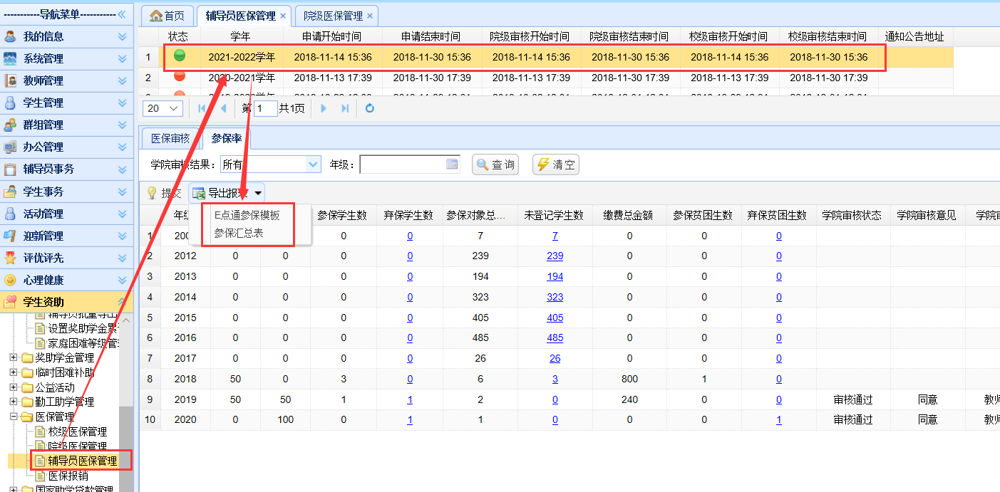 -----------导航菜单-----------
我的信息
系统管理
教师管理
学生管理
群组管理
办公管理
辅导员事务
学生事务
活动管理
迎新管理
评优评先
心理健康
学生资助
辅导员批量导出
设置奖助学金累
家庭困难等级管
奖助学金管理
临时困难补助
公益活动
勤工助学管理
医保管理
校级医保管理
院级医保管理
辅导员医保管理
医保报销
国家助学贷款管理
首页 辅导员医保管理 × 院级医保管理 ×
状态 学年 申请开始时间 申请结束时间 院级审核开始时间 院级审核结束时间 校级审核开始时间 校级审核结束时间 通知公告地址
1 2021-2022学年 2018-11-14 15:36 2018-11-30 15:36 2018-11-14 15:36 2018-11-30 15:36 2018-11-14 15:36 2018-11-30 15:36
2 2020-2021学年 2018-11-13 17:39 2018-11-30 17:39 2018-11-13 17:39 2018-11-30 17:39 2018-11-13 17:39 2018-11-30 17:39
20 第 1 共1页
医保审核 参保率
学院审核结果: 所有 年级: 查询 清空
提交 导出报表
E点通参保模板
参保汇总表
年级 参保学生数 弃保学生数 参保对象总... 未登记学生数 缴费总金额 参保贫困生数 弃保贫困生数 学院审核状态 学院审核意见 学院审
1 200 0 0 7 7 0 0 0
2 2012 0 0 0 0 239 239 0 0 0
3 2013 0 0 0 0 194 194 0 0 0
4 2014 0 0 0 0 323 323 0 0 0
5 2015 0 0 0 0 405 405 0 0 0
6 2016 0 0 0 0 485 485 0 0 0
7 2017 0 0 0 0 26 26 0 0 0
8 2018 50 0 3 0 6 3 800 1 0
9 2019 50 50 1 1 2 0 240 0 0 审核通过 同意 教师
10 2020 0 100 0 1 1 0 0 0 1 审核通过 同意 教师